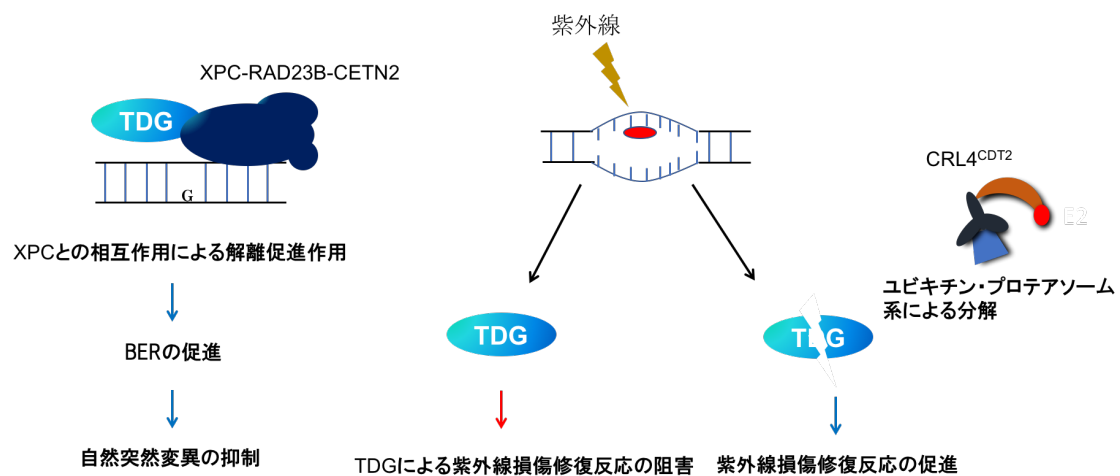 紫外線
XPC-RAD23B-CETN2
TDG
G
XPCとの相互作用による解離促進作用
BERの促進
自然突然変異の抑制
TDG
TDGによる紫外線損傷修復反応の阻害
CRL4CDT2
E2
ユビキチン・プロテアソーム
系による分解
TDG
紫外線損傷修復反応の促進